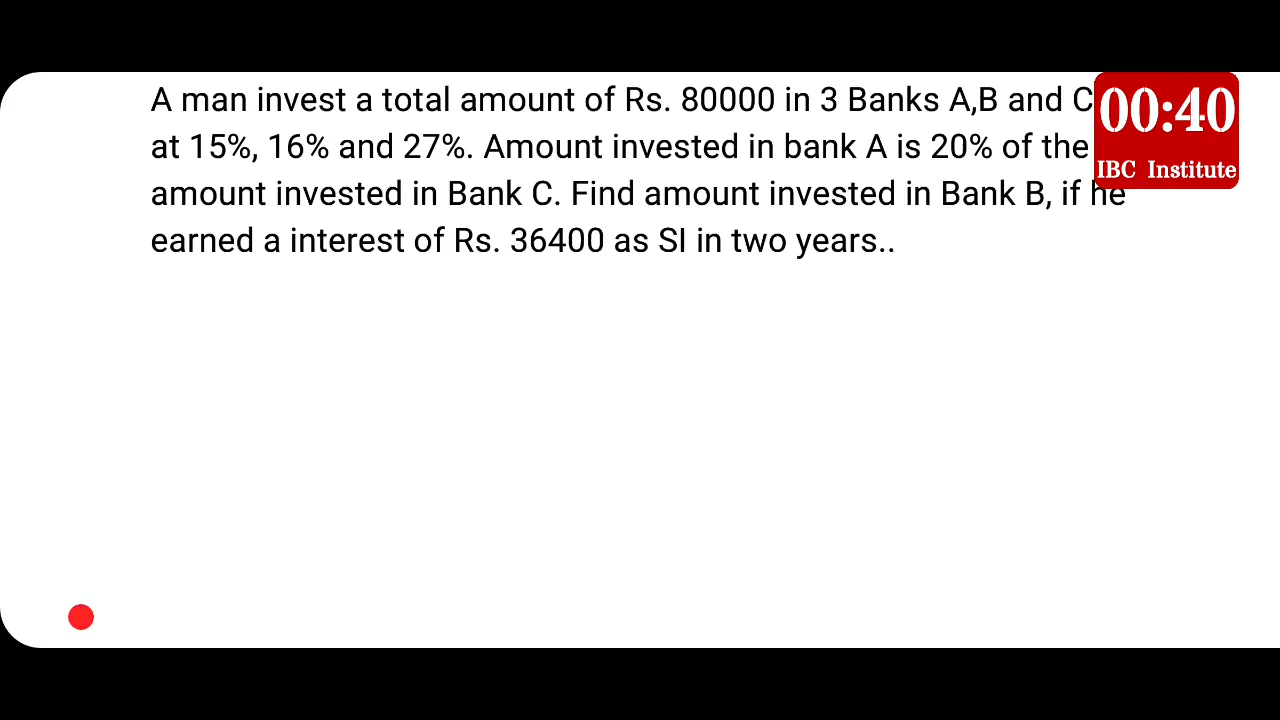 A man invest a total amount of Rs. 80000 in 3 Banks A,B and C
at 15%, 16% and 27%. Amount invested in bank A is 20% of the
amount invested in Bank C. Find amount invested in Bank B, if he
earned a interest of Rs. 36400 as SI in two years..
00:40
IBC Institute